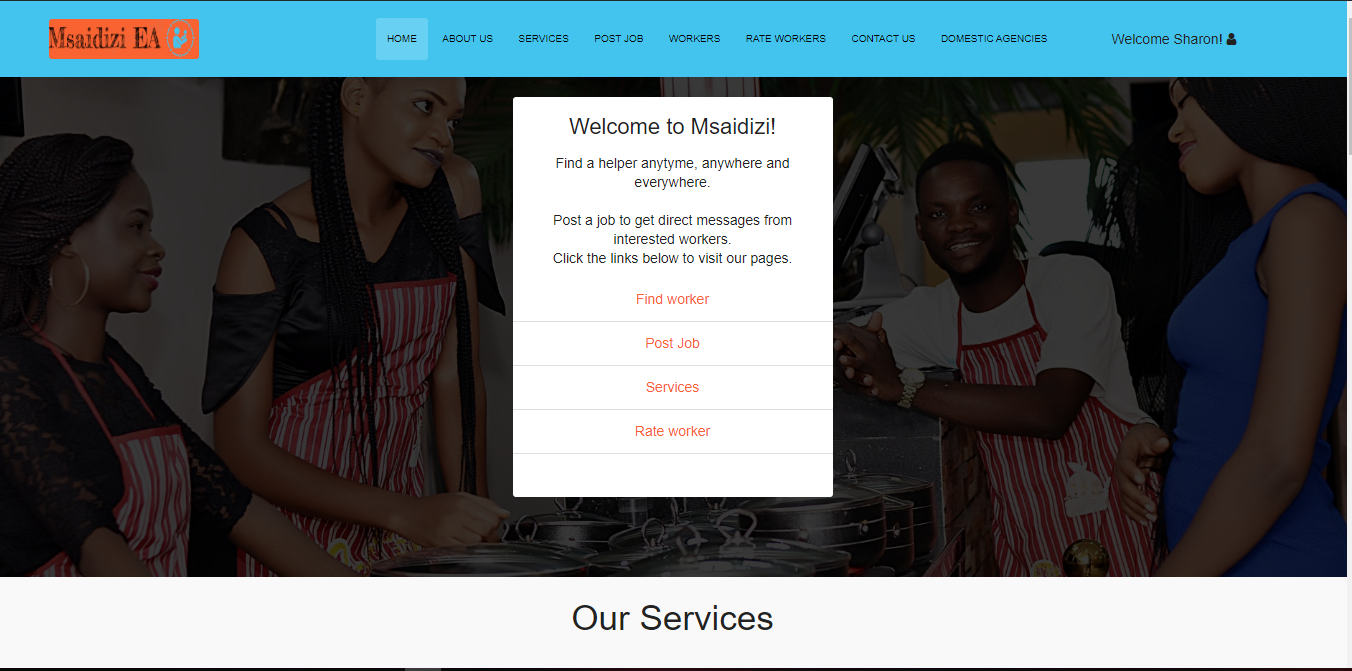 Msaidizi EA
HOME ABOUT US SERVICES POST JOB WORKERS RATE WORKERS CONTACT US DOMESTIC AGENCIES Welcome Sharon!
Welcome to Msaidizi!
Find a helper anytyme, anywhere and
everywhere.
Post a job to get direct messages from
interested workers.
Click the links below to visit our pages.
Find worker
Post Job
Services
Rate worker
Our Services